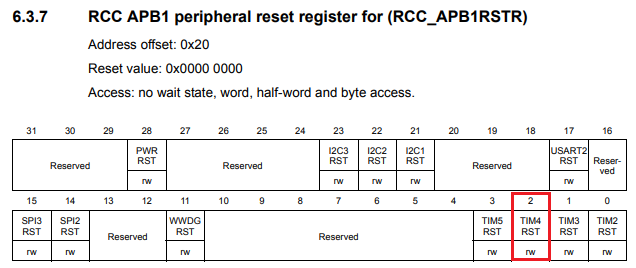 6.3.7 RCC APB1 peripheral reset register for (RCC_APB1RSTR)
Address offset: 0x20
Reset value: 0x0000 0000
Access: no wait state, word, half-word and byte access.
31 30 29 28 27 26 25 24 23 22 21 20 19 18 17 16
Reserved PWR RST Reserved I2C3 RST I2C2 RST I2C1 RST Reserved USART2 RST Reser-ved
rw rw rw rw rw
15 14 13 12 11 10 9 8 7 6 5 4 3 2 1 0
SPI3 RST SPI2 RST Reserved WWDG RST Reserved TIM5 RST TIM4 RST TIM3 RST TIM2 RST
rw rw rw rw rw rw rw